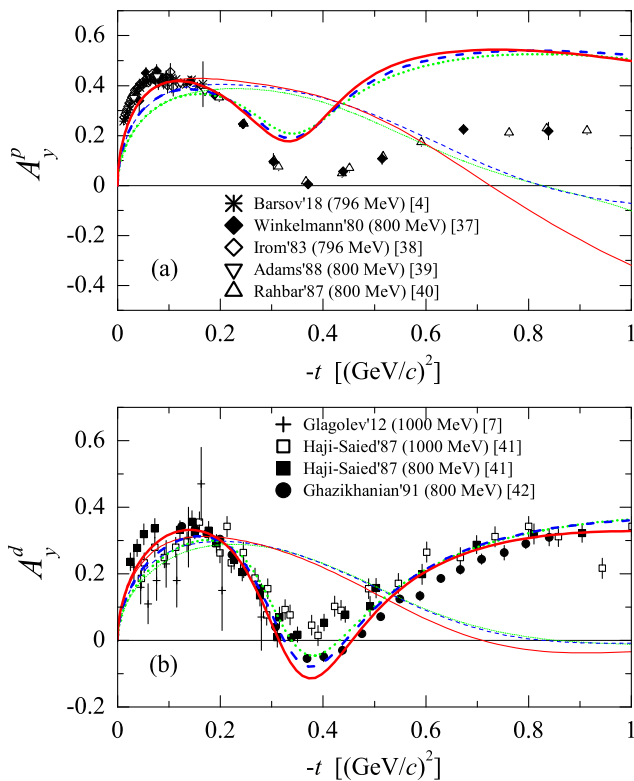 0.6
0.4
0.2
0
-0.2
-0.4
A_y^p
Barsov'18 (796 MeV) [4]
Winkelmann'80 (800 MeV) [37]
Irom'83 (796 MeV) [38]
Adams'88 (800 MeV) [39]
Rahbar'87 (800 MeV) [40]
(a)
0 0.2 0.4 0.6 0.8 1
-t [(GeV/c)²]
Glagolev'12 (1000 MeV) [7]
Haji-Saied'87 (1000 MeV) [41]
Haji-Saied'87 (800 MeV) [41]
Ghazikhanian'91 (800 MeV) [42]
0.6
0.4
0.2
0
-0.2
A_y^d
(b)
0 0.2 0.4 0.6 0.8 1
-t [(GeV/c)²]